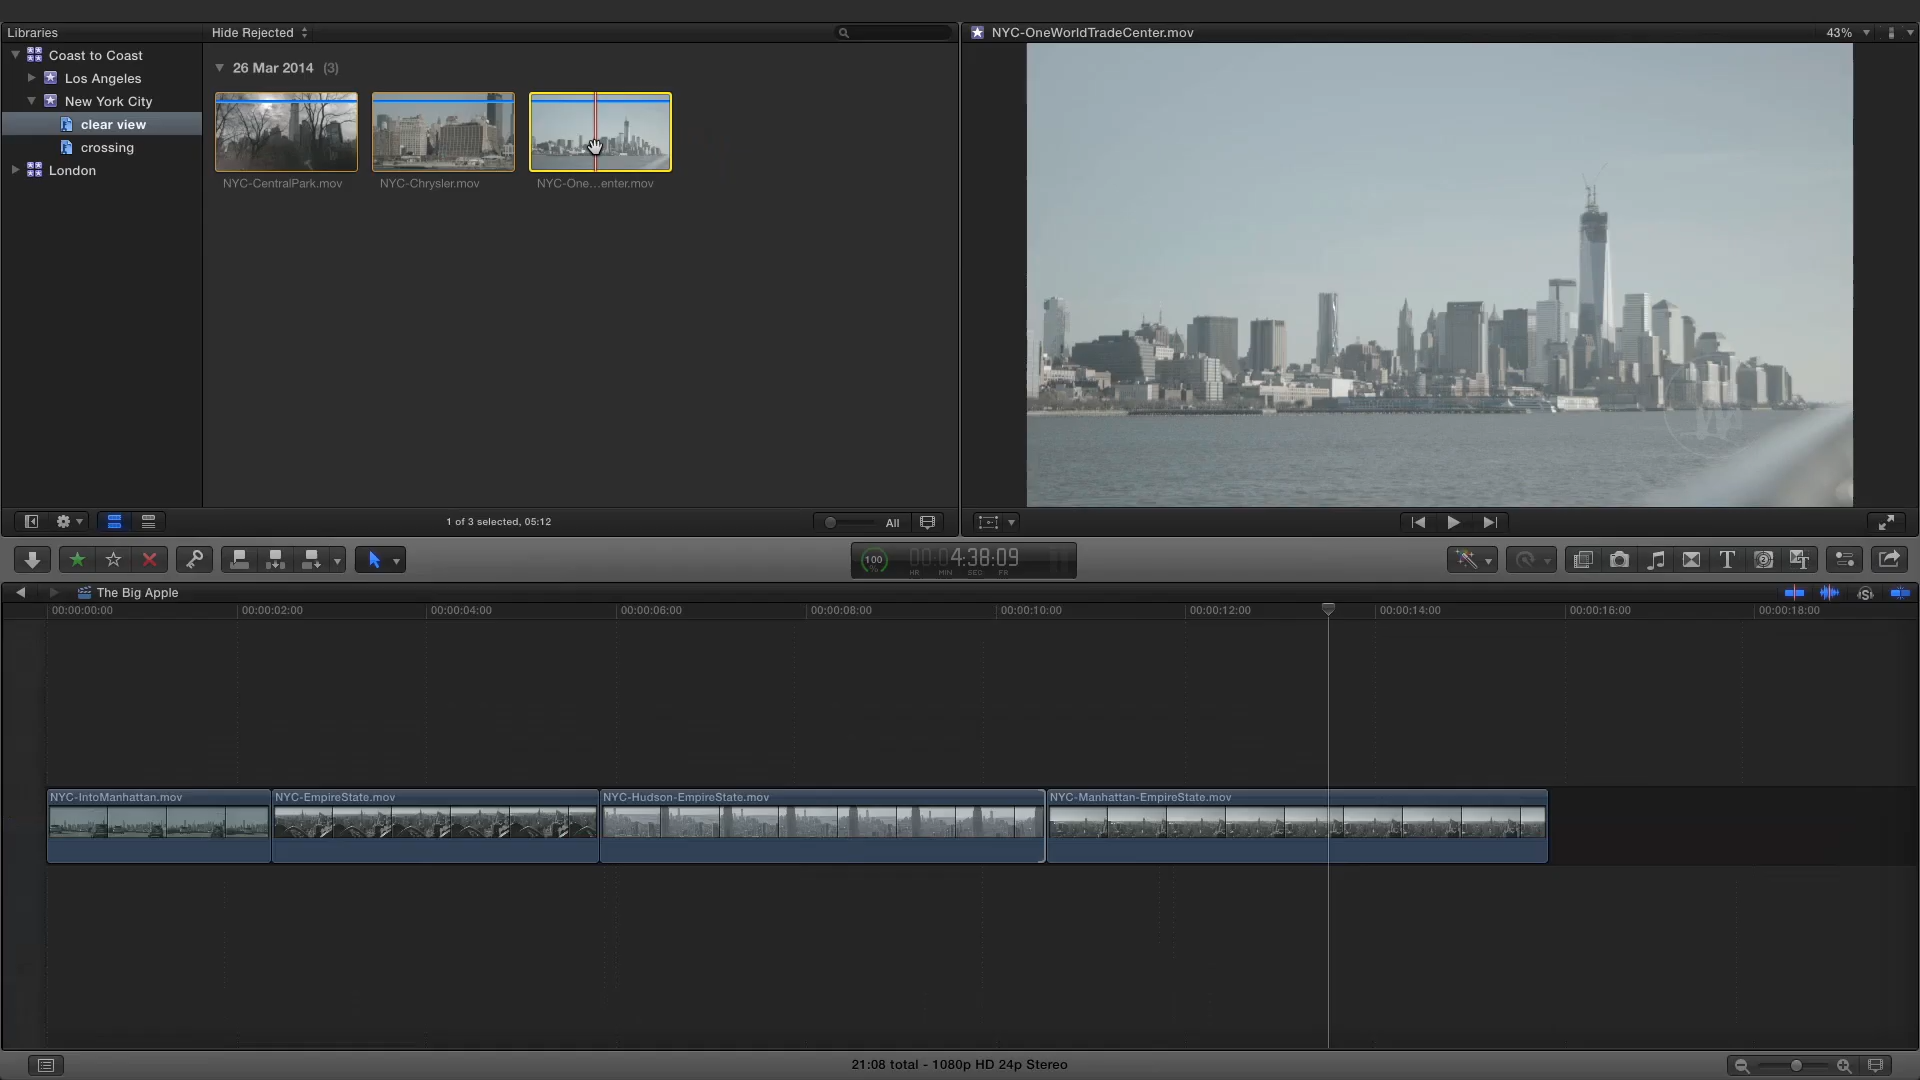 Libraries
Hide Rejected
NYC-OneWorldTradeCenter.mov
43%
Coast to Coast
26 Mar 2014 (3)
Los Angeles
New York City
clear view
crossing
London
NYC-CentralPark.mov
NYC-Chrysler.mov
NYC-One...enter.mov
1 of 3 selected, 05:12
All
100
%
00:04:38:09
HR MIN SEC FR
T
The Big Apple
00:00:00:00
00:00:02:00
00:00:04:00
00:00:06:00
00:00:08:00
00:00:10:00
00:00:12:00
00:00:14:00
00:00:16:00
00:00:18:00
NYC-IntoManhattan.mov
NYC-EmpireState.mov
NYC-Hudson-EmpireState.mov
NYC-Manhattan-EmpireState.mov
21:08 total - 1080p HD 24p Stereo